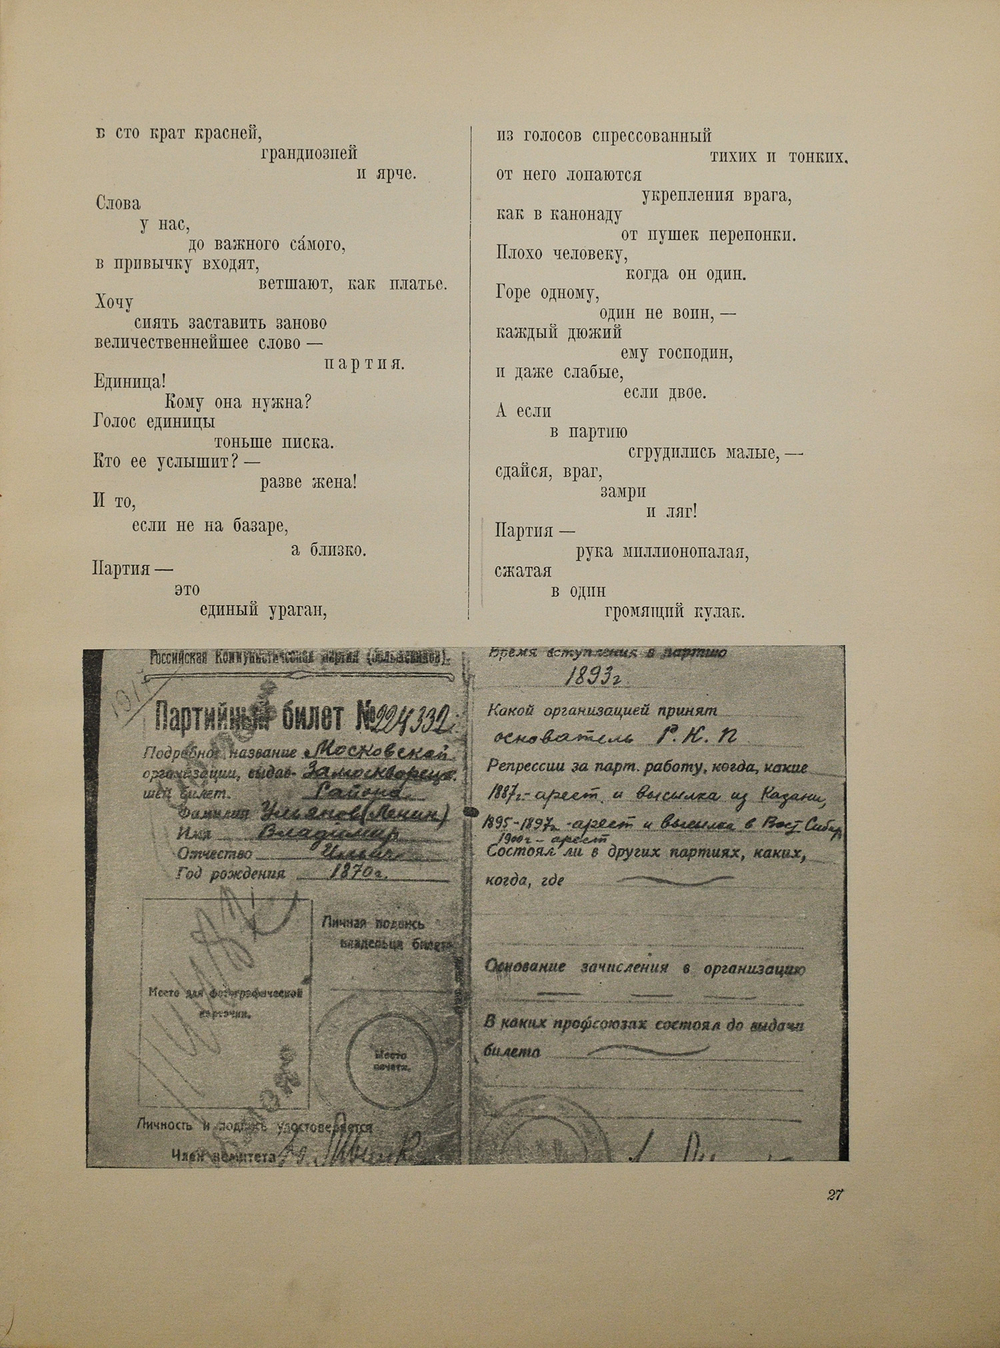 в сто крат красней,
грандиозней
и ярче.
Слова
у нас,
до важного са́мого,
в привычку входят,
ветшают, как платье.
Хочу
сиять заставить заново
величественнейшее слово —
партия.
Единица!
Кому она нужна?
Голос единицы
тоньше писка.
Кто ее услышит? —
разве жена!
И то,
если не на базаре,
а близко.
Партия —
это
единый ураган,
из голосов спрессованный
тихих и тонких.
от него лопаются
укрепления врага,
как в канонаду
от пушек перепонки.
Плохо человеку,
когда он один.
Горе одному,
один не воин, —
каждый дюжий
ему господин,
и даже слабые,
если двое.
А если
в партию
сгрудились малые, —
сдайся, враг,
замри
и ляг!
Партия —
рука миллионопалая,
сжатая
в один
громящий кулак.
Российская Коммунистическая партия (большевиков).
Партийный билет № 224332
Подробное название Московской
организации, выдав- Замоскворецк.
шей билет. Района
Фамилия Ульянов (Ленин)
Имя Владимир
Отчество Ильич
Год рождения 1870г.
Личная подпись
владельца билета
Место для фотографической
карточки.
Место
печати.
Личность и подпись удостоверяется
Член комитета
Время вступления в партию
1893г
Какой организацией принят
основатель Р. К. П
Репрессии за парт. работу, когда, какие
1887г.- арест и высылка из Казани,
1895-1897г. -арест и высылка в Вост. Сибирь
1900г - арест
Состоял ли в других партиях, каких,
когда, где
Основание зачисления в организацию
В каких профсоюзах состоял до выдачи
билета
27